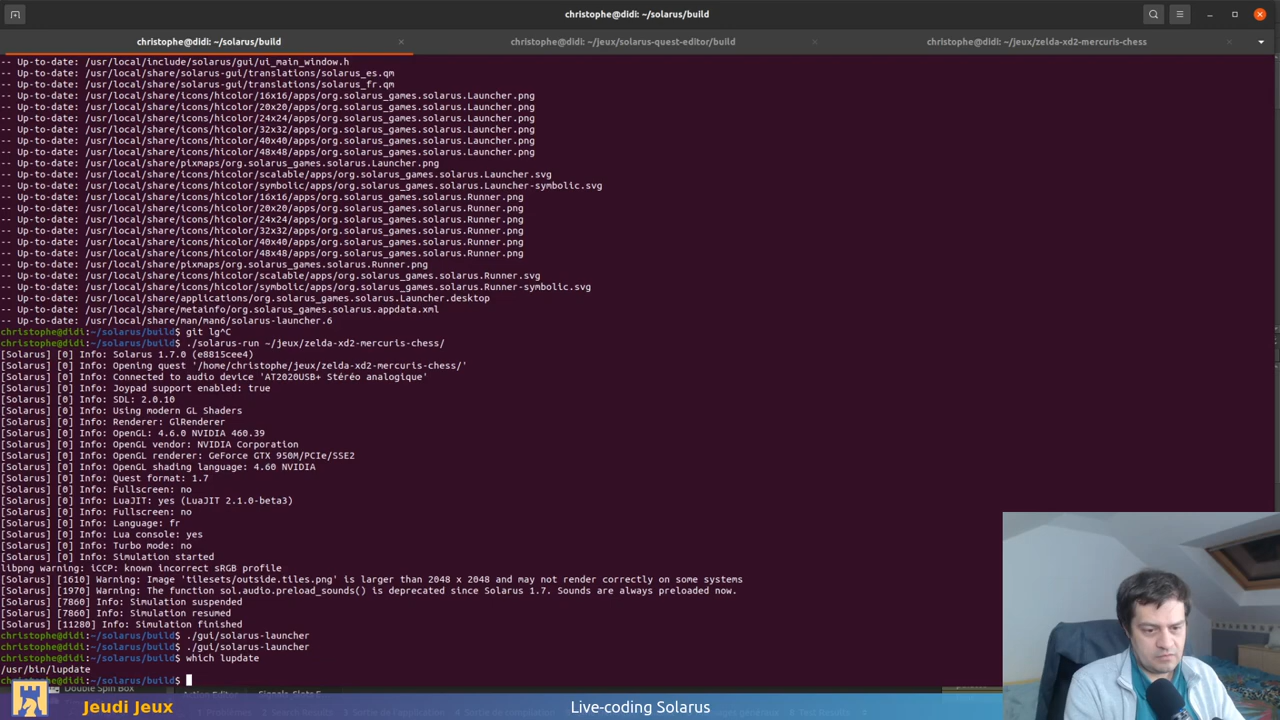 christophe@didi: ~/solarus/build
christophe@didi: ~/solarus/build
christophe@didi: ~/jeux/solarus-quest-editor/build
christophe@didi: ~/jeux/zelda-xd2-mercuris-chess
-- Up-to-date: /usr/local/include/solarus/gui/ui_main_window.h
-- Up-to-date: /usr/local/share/solarus-gui/translations/solarus_es.qm
-- Up-to-date: /usr/local/share/solarus-gui/translations/solarus_fr.qm
-- Up-to-date: /usr/local/share/icons/hicolor/16x16/apps/org.solarus_games.solarus.Launcher.png
-- Up-to-date: /usr/local/share/icons/hicolor/20x20/apps/org.solarus_games.solarus.Launcher.png
-- Up-to-date: /usr/local/share/icons/hicolor/24x24/apps/org.solarus_games.solarus.Launcher.png
-- Up-to-date: /usr/local/share/icons/hicolor/32x32/apps/org.solarus_games.solarus.Launcher.png
-- Up-to-date: /usr/local/share/icons/hicolor/40x40/apps/org.solarus_games.solarus.Launcher.png
-- Up-to-date: /usr/local/share/icons/hicolor/48x48/apps/org.solarus_games.solarus.Launcher.png
-- Up-to-date: /usr/local/share/pixmaps/org.solarus_games.solarus.Launcher.png
-- Up-to-date: /usr/local/share/icons/hicolor/scalable/apps/org.solarus_games.solarus.Launcher.svg
-- Up-to-date: /usr/local/share/icons/hicolor/symbolic/apps/org.solarus_games.solarus.Launcher-symbolic.svg
-- Up-to-date: /usr/local/share/icons/hicolor/16x16/apps/org.solarus_games.solarus.Runner.png
-- Up-to-date: /usr/local/share/icons/hicolor/20x20/apps/org.solarus_games.solarus.Runner.png
-- Up-to-date: /usr/local/share/icons/hicolor/24x24/apps/org.solarus_games.solarus.Runner.png
-- Up-to-date: /usr/local/share/icons/hicolor/32x32/apps/org.solarus_games.solarus.Runner.png
-- Up-to-date: /usr/local/share/icons/hicolor/40x40/apps/org.solarus_games.solarus.Runner.png
-- Up-to-date: /usr/local/share/icons/hicolor/48x48/apps/org.solarus_games.solarus.Runner.png
-- Up-to-date: /usr/local/share/pixmaps/org.solarus_games.solarus.Runner.png
-- Up-to-date: /usr/local/share/icons/hicolor/scalable/apps/org.solarus_games.solarus.Runner.svg
-- Up-to-date: /usr/local/share/icons/hicolor/symbolic/apps/org.solarus_games.solarus.Runner-symbolic.svg
-- Up-to-date: /usr/local/share/applications/org.solarus_games.solarus.Launcher.desktop
-- Up-to-date: /usr/local/share/metainfo/org.solarus_games.solarus.appdata.xml
-- Up-to-date: /usr/local/share/man/man6/solarus-launcher.6
christophe@didi:~/solarus/build$ git lg^C
christophe@didi:~/solarus/build$ ./solarus-run ~/jeux/zelda-xd2-mercuris-chess/
[Solarus] [0] Info: Solarus 1.7.0 (e8815cee4)
[Solarus] [0] Info: Opening quest '/home/christophe/jeux/zelda-xd2-mercuris-chess/'
[Solarus] [0] Info: Connected to audio device 'AT2020USB+ Stéréo analogique'
[Solarus] [0] Info: Joypad support enabled: true
[Solarus] [0] Info: SDL: 2.0.10
[Solarus] [0] Info: Using modern GL Shaders
[Solarus] [0] Info: Renderer: GlRenderer
[Solarus] [0] Info: OpenGL: 4.6.0 NVIDIA 460.39
[Solarus] [0] Info: OpenGL vendor: NVIDIA Corporation
[Solarus] [0] Info: OpenGL renderer: GeForce GTX 950M/PCIe/SSE2
[Solarus] [0] Info: OpenGL shading language: 4.60 NVIDIA
[Solarus] [0] Info: Quest format: 1.7
[Solarus] [0] Info: Fullscreen: no
[Solarus] [0] Info: LuaJIT: yes (LuaJIT 2.1.0-beta3)
[Solarus] [0] Info: Fullscreen: no
[Solarus] [0] Info: Language: fr
[Solarus] [0] Info: Lua console: yes
[Solarus] [0] Info: Turbo mode: no
[Solarus] [0] Info: Simulation started
libpng warning: iCCP: known incorrect sRGB profile
[Solarus] [1610] Warning: Image 'tilesets/outside.tiles.png' is larger than 2048 x 2048 and may not render correctly on some systems
[Solarus] [1970] Warning: The function sol.audio.preload_sounds() is deprecated since Solarus 1.7. Sounds are always preloaded now.
[Solarus] [7860] Info: Simulation suspended
[Solarus] [7860] Info: Simulation resumed
[Solarus] [11280] Info: Simulation finished
christophe@didi:~/solarus/build$ ./gui/solarus-launcher
christophe@didi:~/solarus/build$ ./gui/solarus-launcher
christophe@didi:~/solarus/build$ which lupdate
/usr/bin/lupdate
christophe@didi:~/solarus/build$
Double Spin Box
Jeudi Jeux
Live-coding Solarus